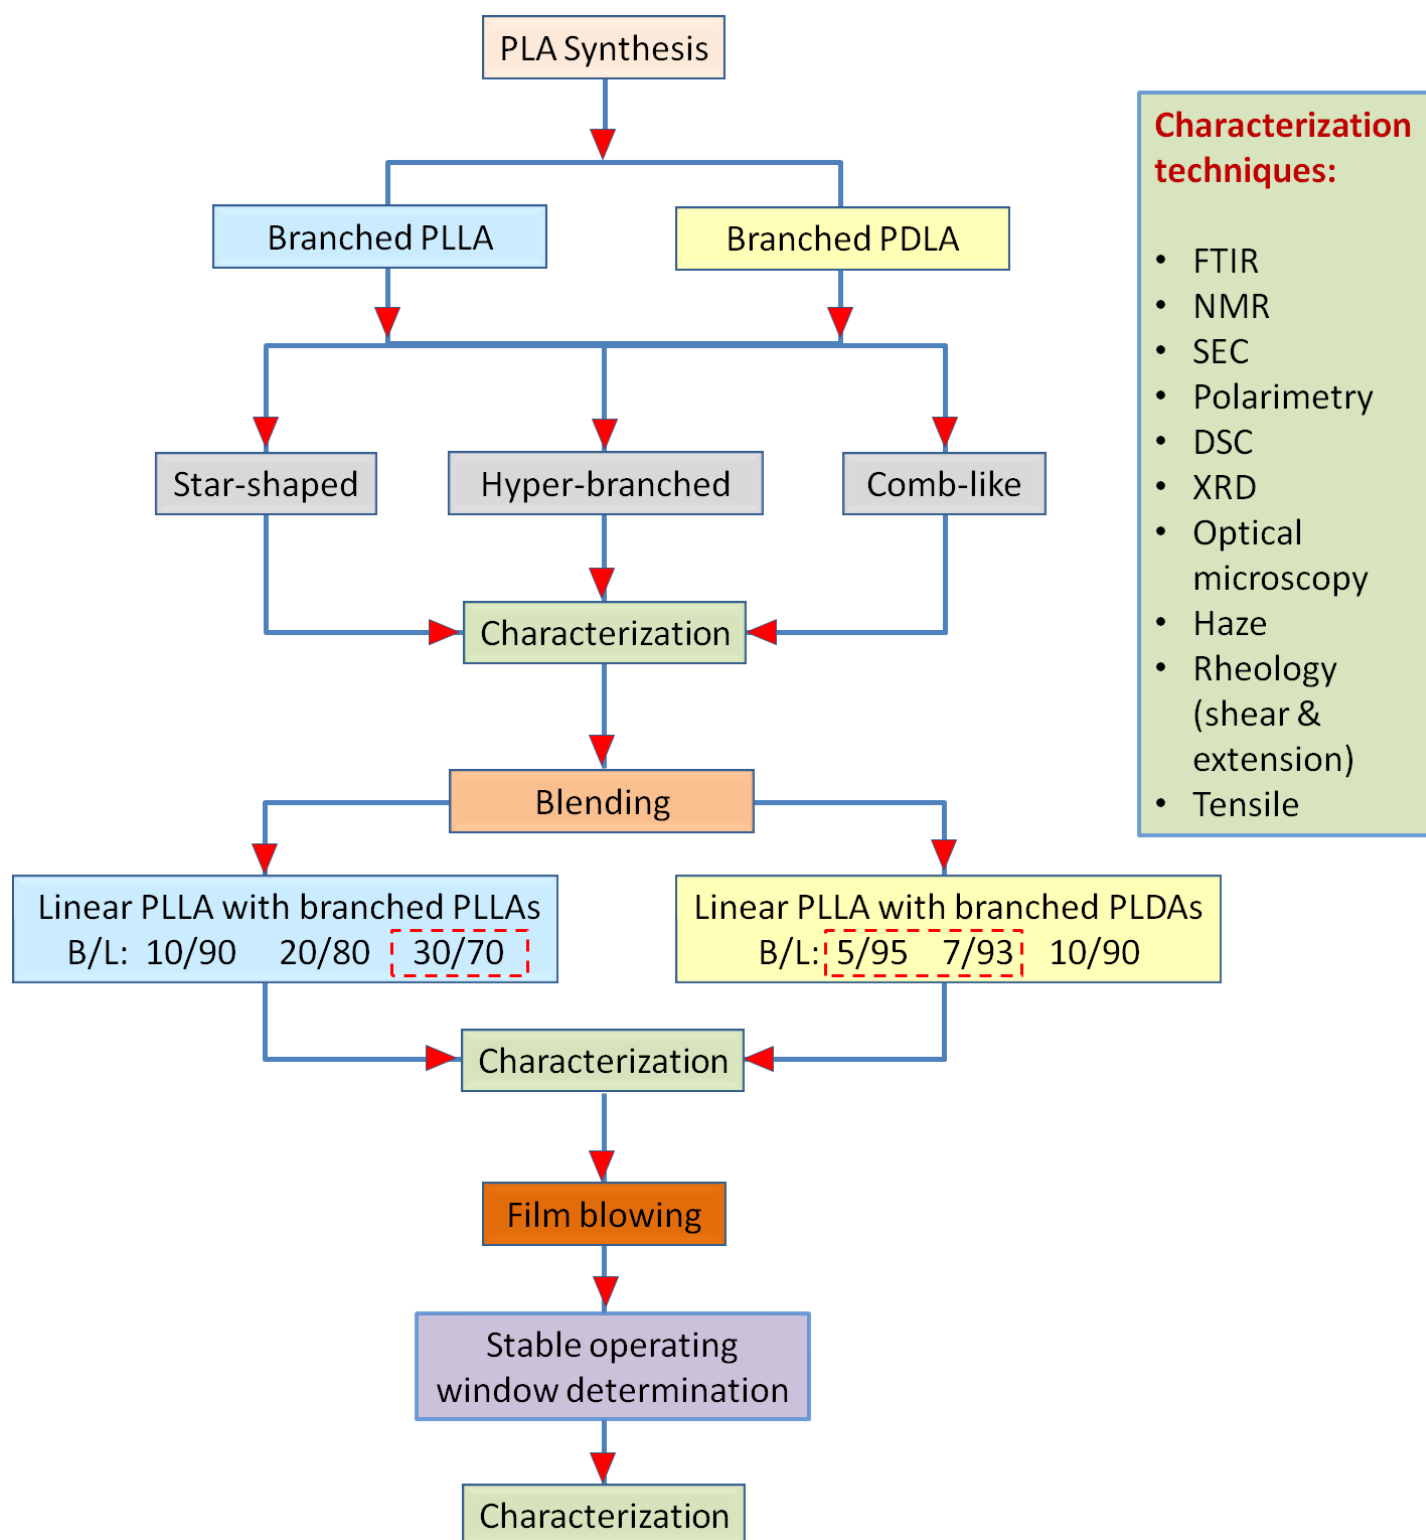 PLA Synthesis
Branched PLLA
Branched PDLA
Star-shaped
Hyper-branched
Comb-like
Characterization
Blending
Linear PLLA with branched PLLAs
B/L: 10/90 20/80 30/70
Linear PLLA with branched PLDAs
B/L: 5/95 7/93 10/90
Characterization
Film blowing
Stable operating
window determination
Characterization
Characterization
techniques:
• FTIR
• NMR
• SEC
• Polarimetry
• DSC
• XRD
• Optical
microscopy
• Haze
• Rheology
(shear &
extension)
• Tensile